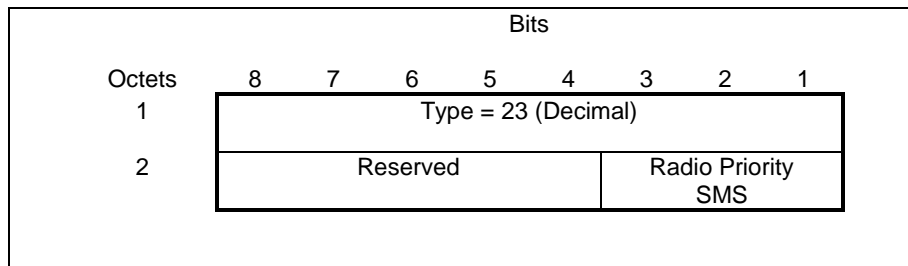 Bits
Octets 8 7 6 5 4 3 2 1
1 Type = 23 (Decimal)
2 Reserved Radio Priority
SMS